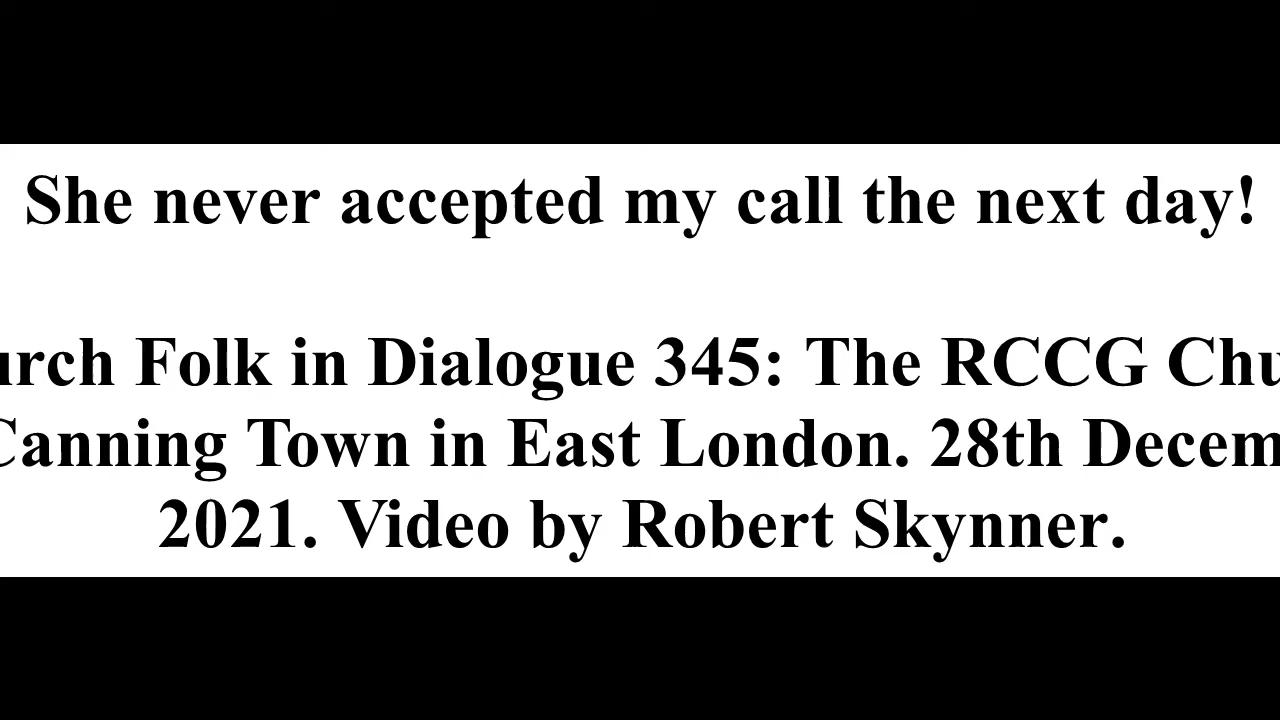 She never accepted my call the next day!
urch Folk in Dialogue 345: The RCCG Chu
Canning Town in East London. 28th Decem
2021. Video by Robert Skynner.